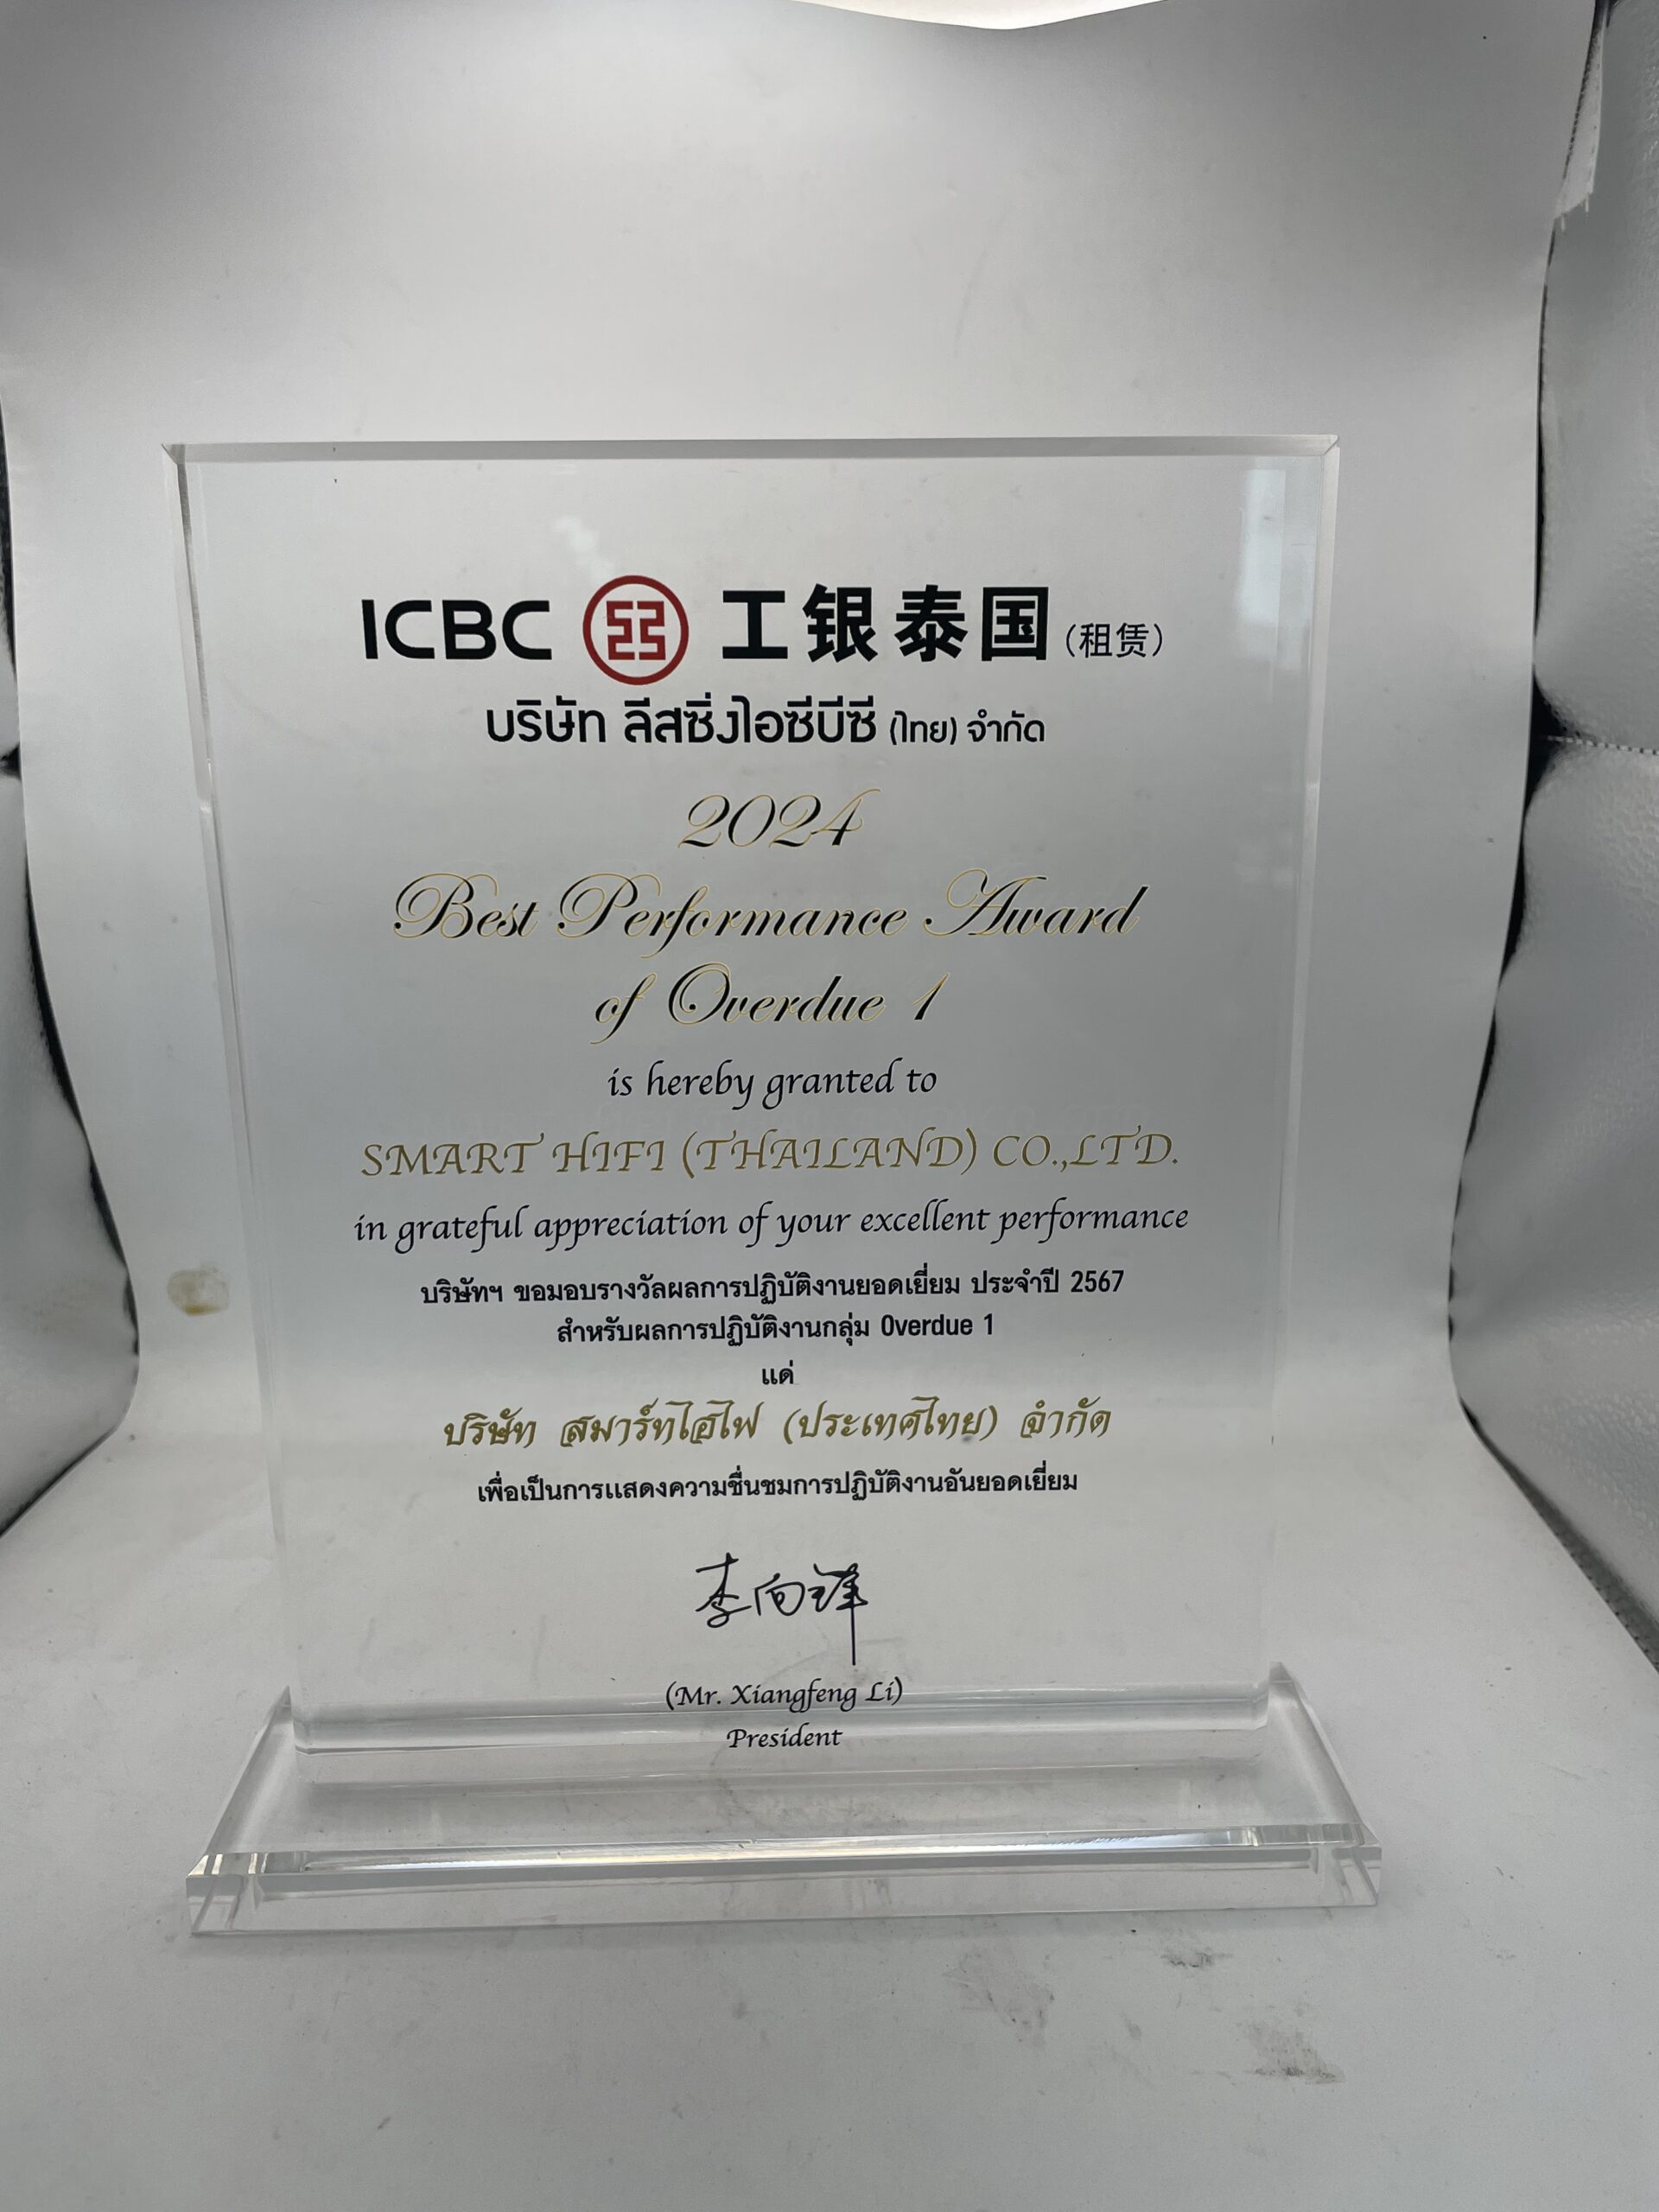 ICBC 工银泰国 (租赁)
บริษัท ลีสซิ่งไอซีบีซี (ไทย) จำกัด
2024
Best Performance Award
of Overdue 1
is hereby granted to
SMART HIFI (THAILAND) CO.,LTD.
in grateful appreciation of your excellent performance
บริษัทฯ ขอมอบรางวัลผลการปฏิบัติงานยอดเยี่ยม ประจำปี 2567
สำหรับผลการปฏิบัติงานกลุ่ม Overdue 1
แด่
บริษัท สมาร์ทไฮไฟ (ประเทศไทย) จำกัด
เพื่อเป็นการแสดงความชื่นชมการปฏิบัติงานอันยอดเยี่ยม
(Mr. Xiangfeng Li)
President